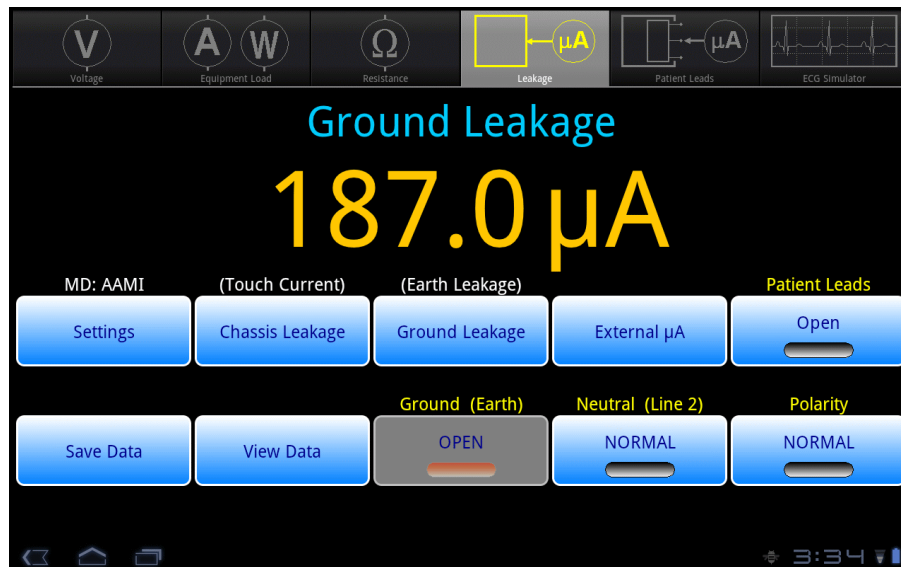 V A W Ω μA μA
Voltage Equipment Load Resistance Leakage Patient Leads ECG Simulator
Ground Leakage
187.0 μA
MD: AAMI (Touch Current) (Earth Leakage) Patient Leads
Settings Chassis Leakage Ground Leakage External μA Open
Ground (Earth) Neutral (Line 2) Polarity
Save Data View Data OPEN NORMAL NORMAL
3:34